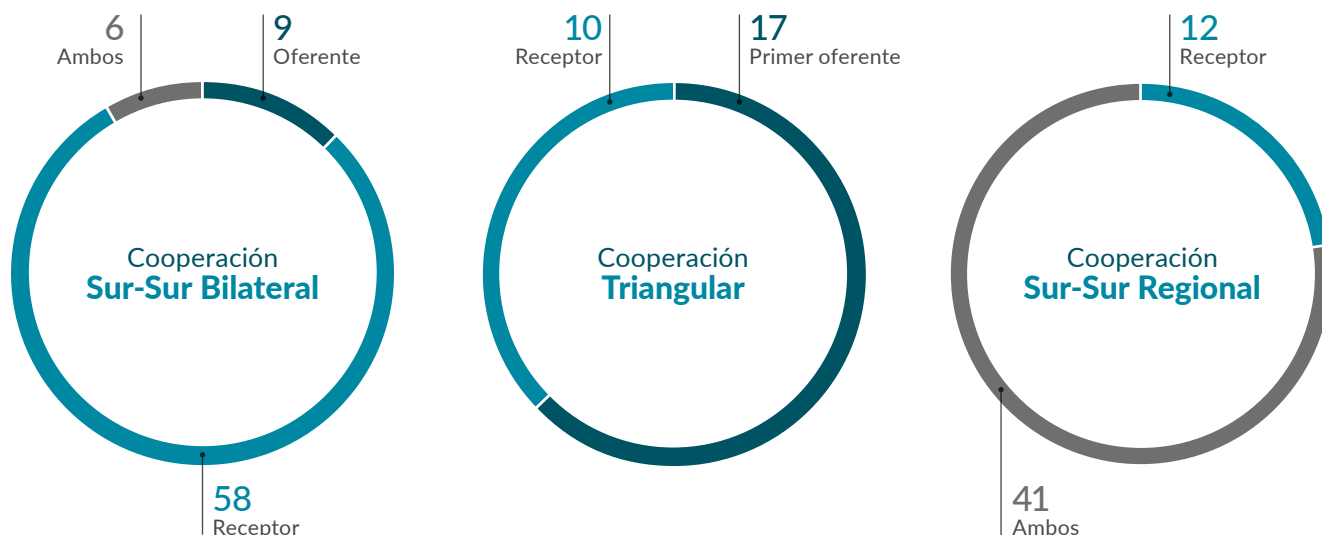 6
Ambos
9
Oferente
Cooperación
Sur-Sur Bilateral
58
Receptor
10
Receptor
17
Primer oferente
Cooperación
Triangular
12
Receptor
Cooperación
Sur-Sur Regional
41
Ambos